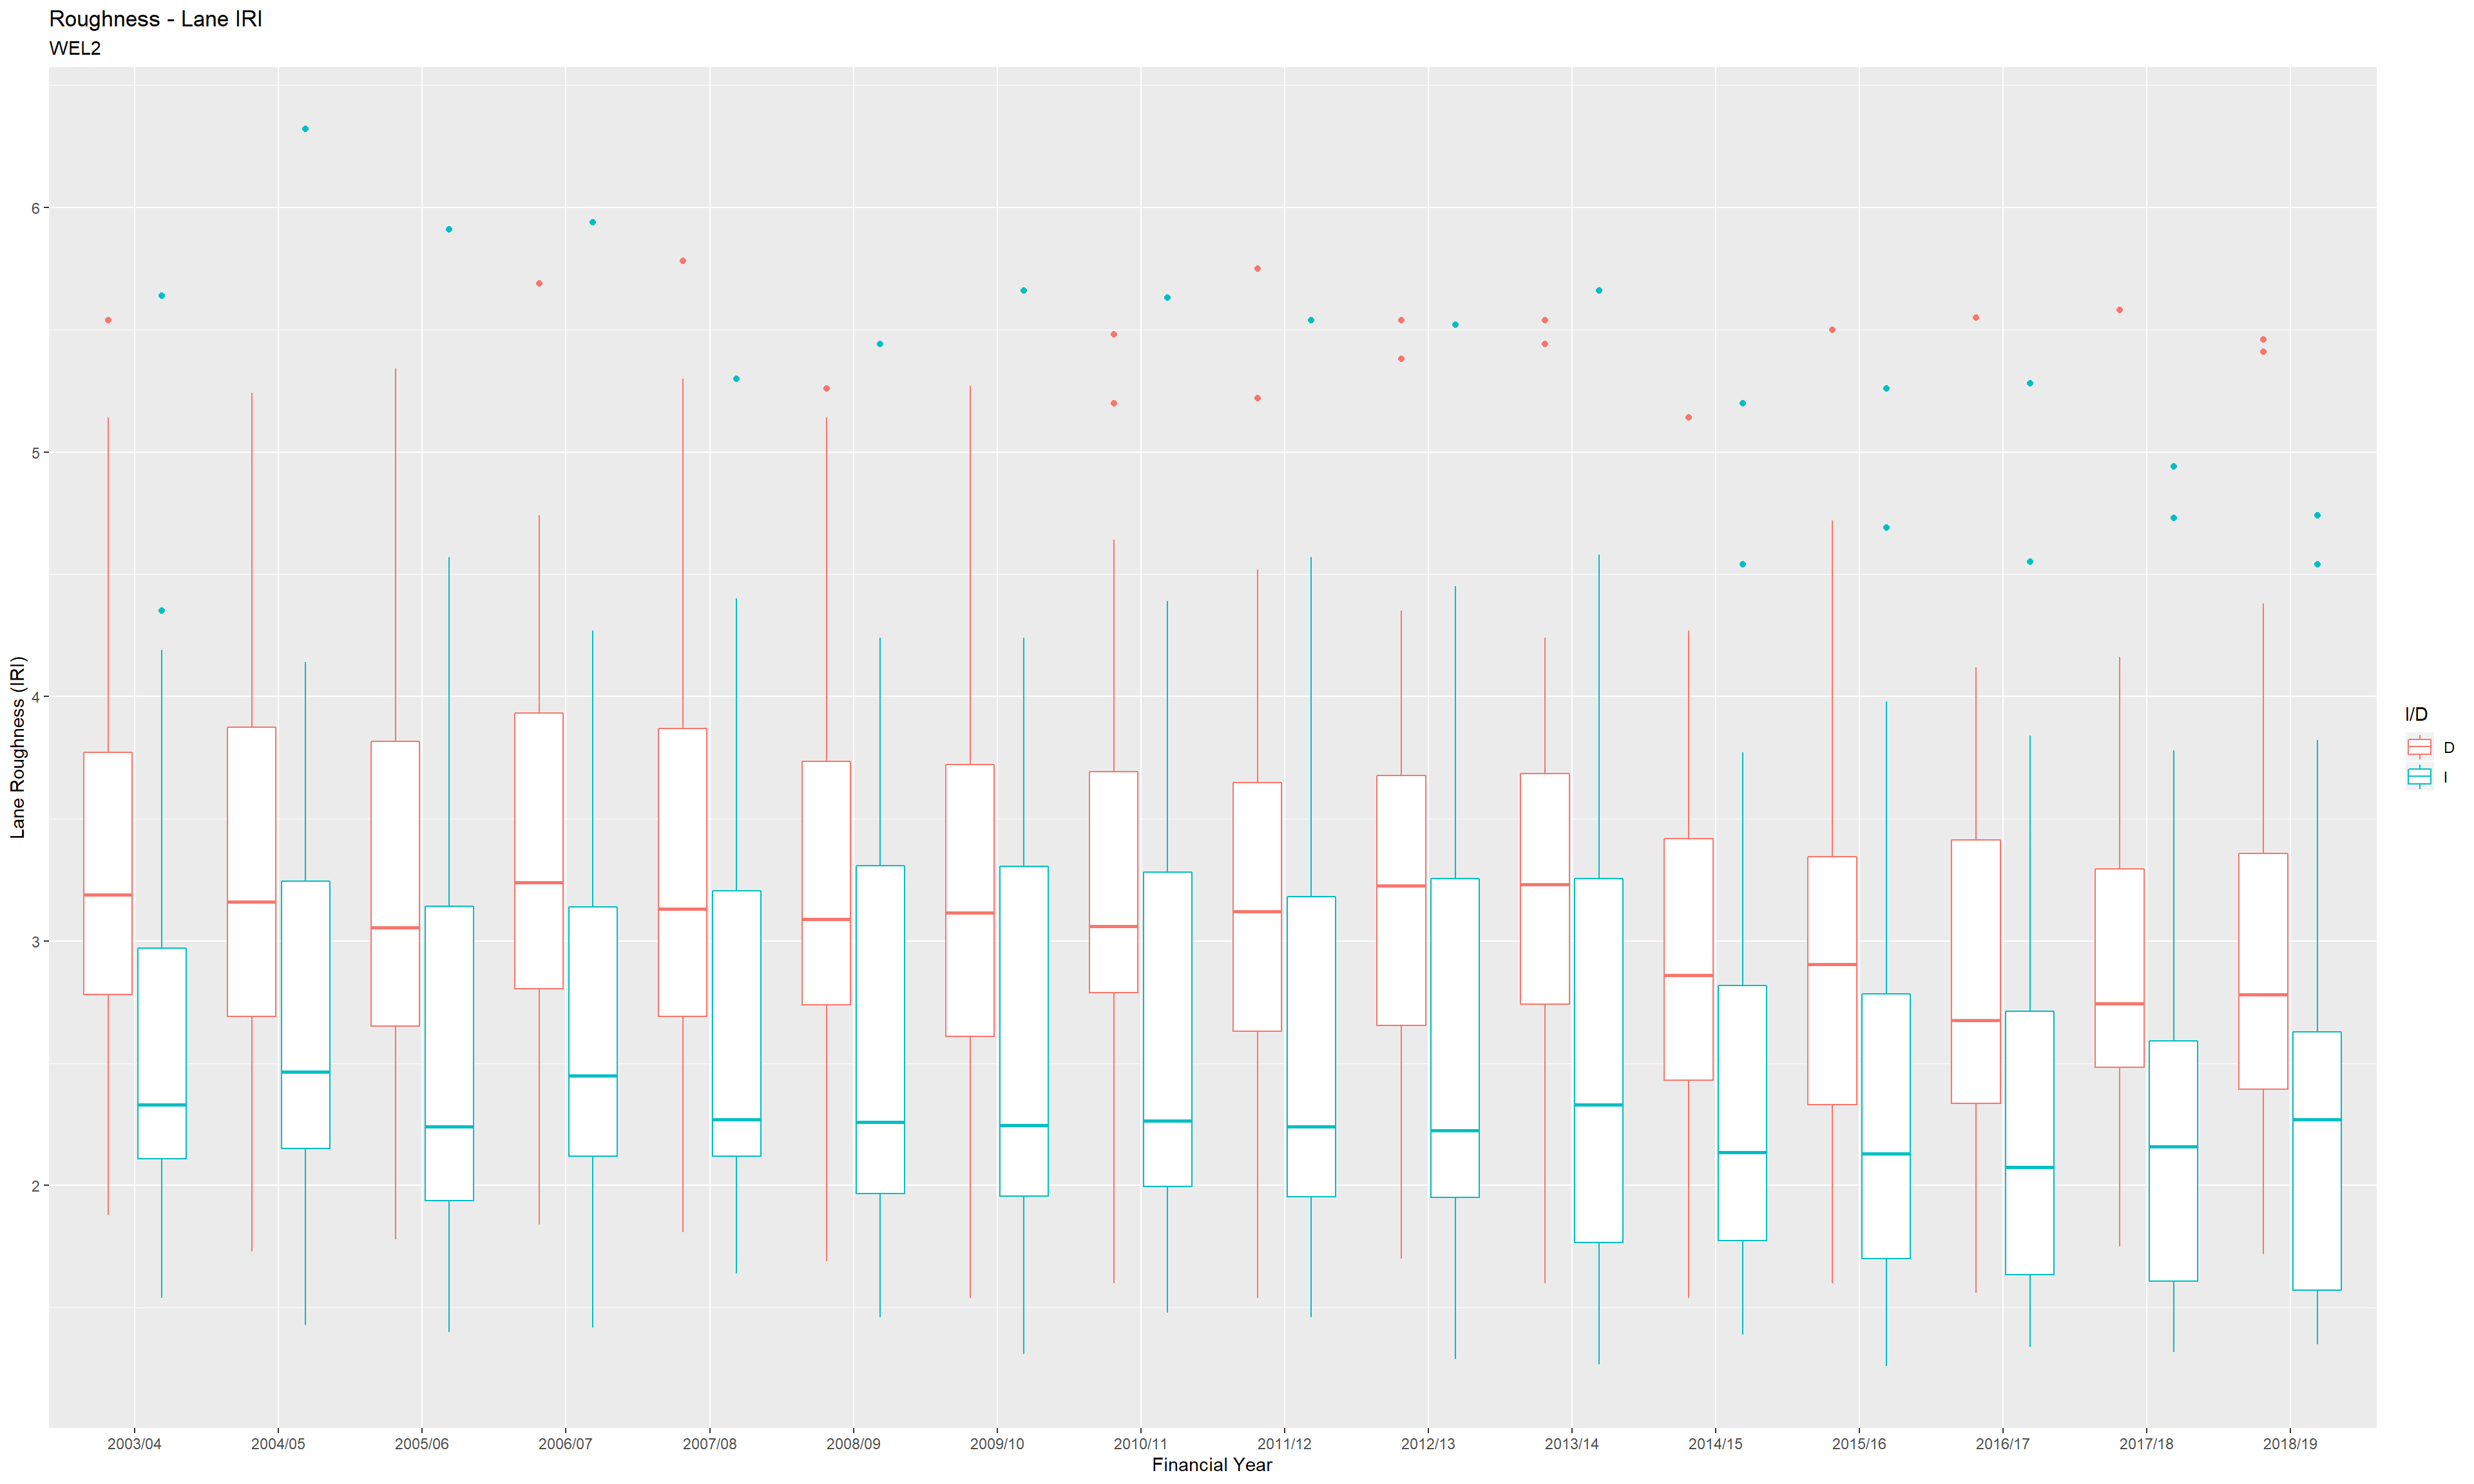 Roughness - Lane IRI
WEL2
Lane Roughness (IRI)
6
5
4
3
2
2003/04 2004/05 2005/06 2006/07 2007/08 2008/09 2009/10 2010/11 2011/12 2012/13 2013/14 2014/15 2015/16 2016/17 2017/18 2018/19
Financial Year
I/D
D
I